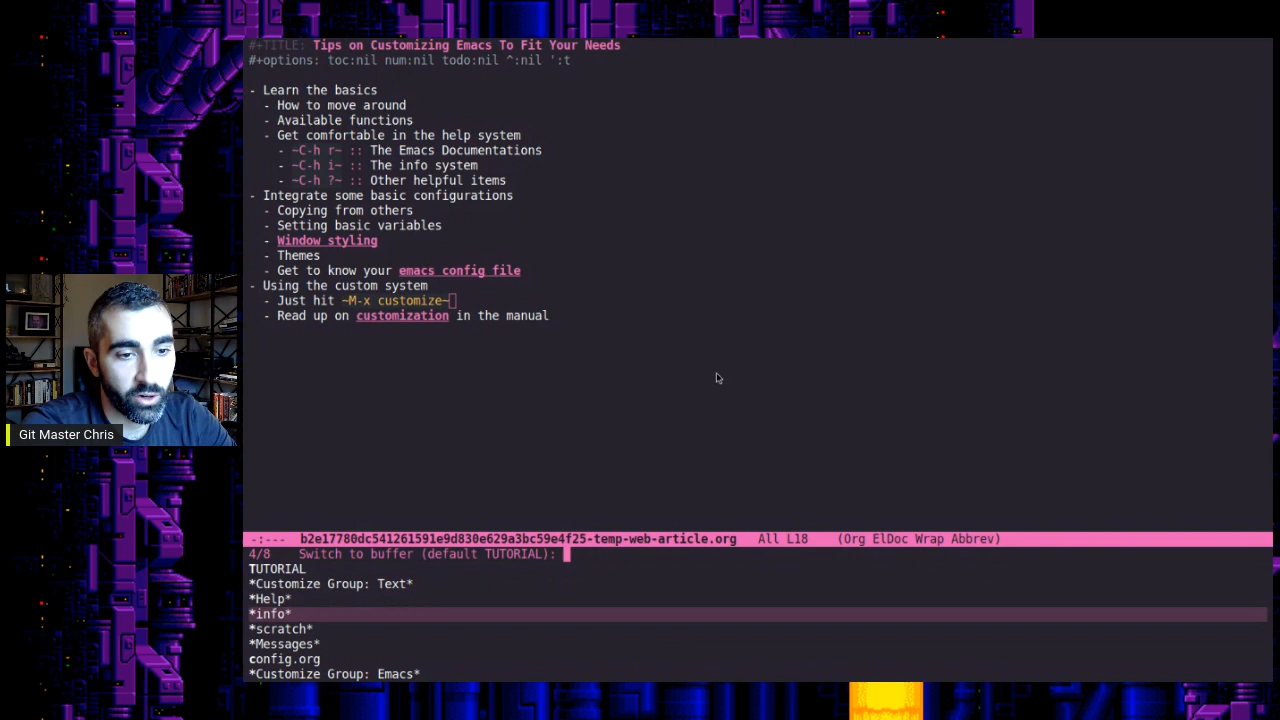 #+TITLE: Tips on Customizing Emacs To Fit Your Needs
#+options: toc:nil num:nil todo:nil ^:nil ':t
- Learn the basics
- How to move around
- Available functions
- Get comfortable in the help system
- ~C-h r~ :: The Emacs Documentations
- ~C-h i~ :: The info system
- ~C-h ?~ :: Other helpful items
- Integrate some basic configurations
- Copying from others
- Setting basic variables
- Window styling
- Themes
- Get to know your emacs config file
- Using the custom system
- Just hit ~M-x customize~
- Read up on customization in the manual
Git Master Chris
-:--- b2e17780dc541261591e9d830e629a3bc59e4f25-temp-web-article.org All L18 (Org ElDoc Wrap Abbrev)
4/8 Switch to buffer (default TUTORIAL):
TUTORIAL
*Customize Group: Text*
*Help*
*info*
*scratch*
*Messages*
config.org
*Customize Group: Emacs*